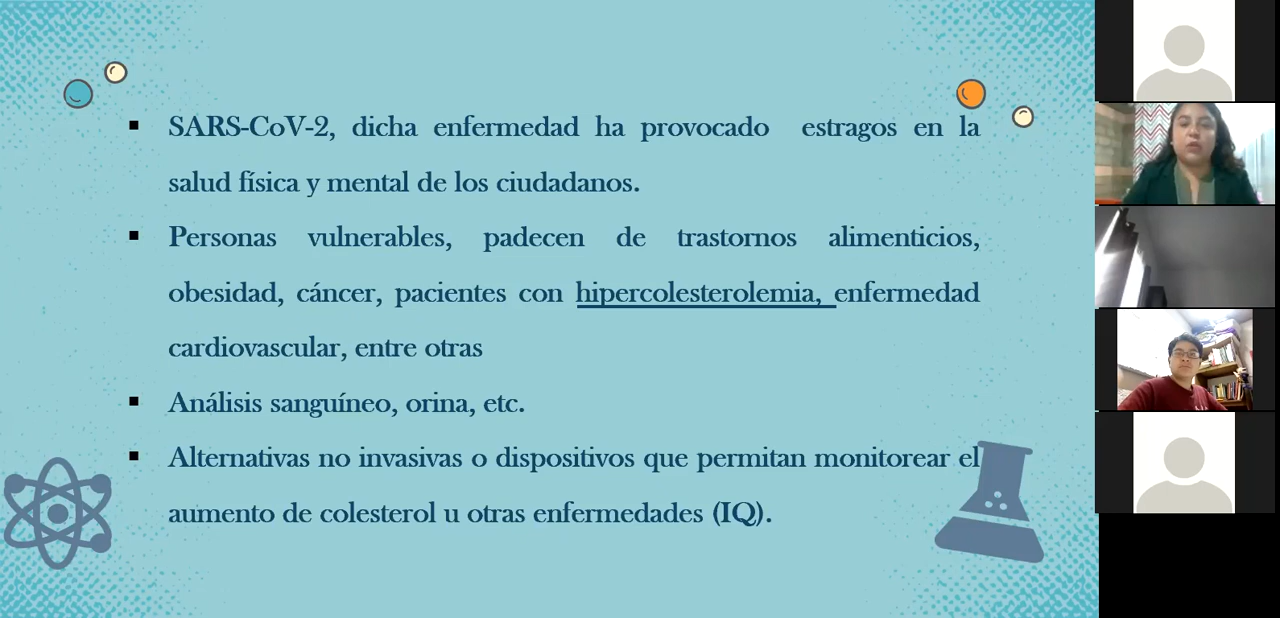 SARS-CoV-2, dicha enfermedad ha provocado estragos en la
salud física y mental de los ciudadanos.
Personas vulnerables, padecen de trastornos alimenticios,
obesidad, cáncer, pacientes con hipercolesterolemia, enfermedad
cardiovascular, entre otras
Análisis sanguíneo, orina, etc.
Alternativas no invasivas o dispositivos que permitan monitorear el
aumento de colesterol u otras enfermedades (IQ).